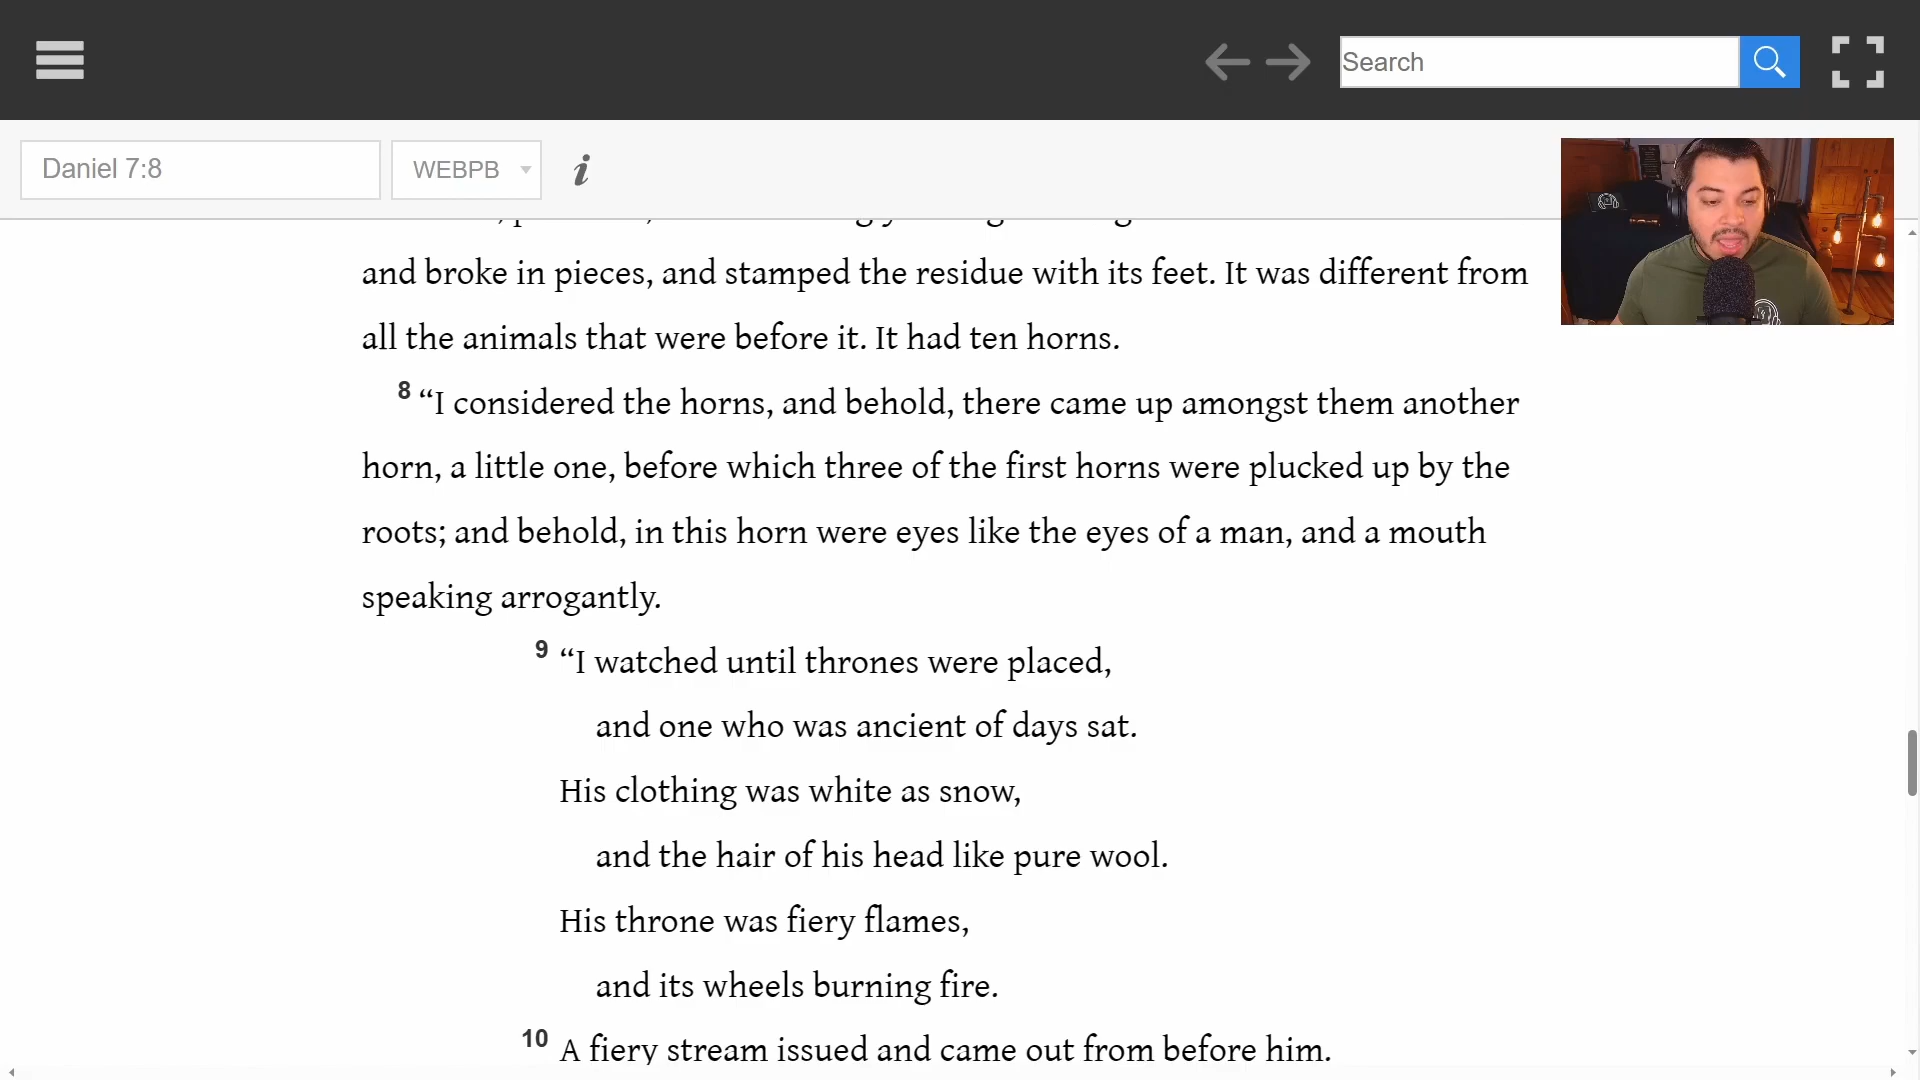 Search
Daniel 7:8
WEBPB
i
and broke in pieces, and stamped the residue with its feet. It was different from
all the animals that were before it. It had ten horns.
8 “I considered the horns, and behold, there came up amongst them another
horn, a little one, before which three of the first horns were plucked up by the
roots; and behold, in this horn were eyes like the eyes of a man, and a mouth
speaking arrogantly.
9 “I watched until thrones were placed,
and one who was ancient of days sat.
His clothing was white as snow,
and the hair of his head like pure wool.
His throne was fiery flames,
and its wheels burning fire.
10 A fiery stream issued and came out from before him.